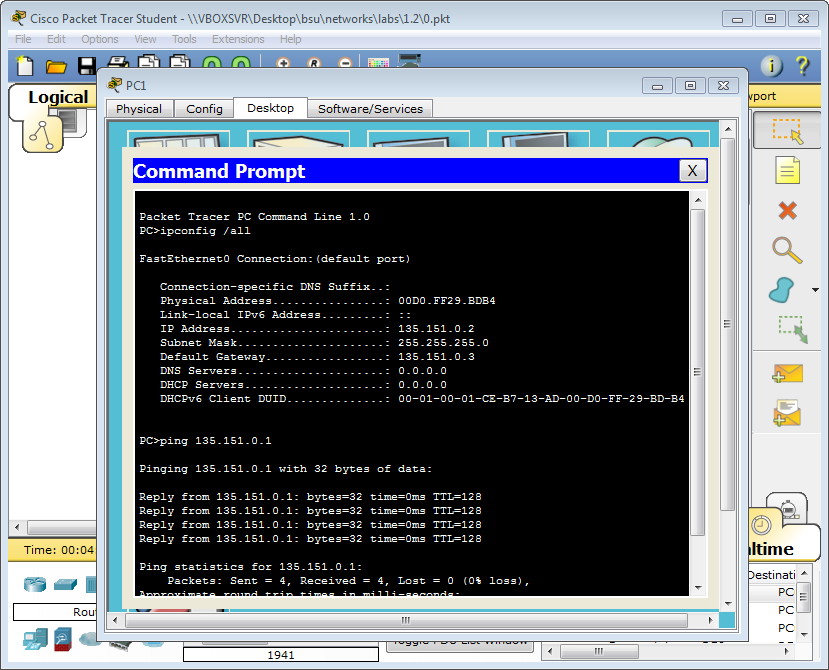 Cisco Packet Tracer Student - \\VBOXSVR\Desktop\bsu\networks\labs\1.2\0.pkt
File Edit Options View Tools Extensions Help
PC1
Logical
Physical Config Desktop Software/Services
Command Prompt X
Packet Tracer PC Command Line 1.0
PC>ipconfig /all
FastEthernet0 Connection:(default port)
Connection-specific DNS Suffix..:
Physical Address................: 00D0.FF29.BDB4
Link-local IPv6 Address.........: ::
IP Address......................: 135.151.0.2
Subnet Mask.....................: 255.255.255.0
Default Gateway.................: 135.151.0.3
DNS Servers.....................: 0.0.0.0
DHCP Servers....................: 0.0.0.0
DHCPv6 Client DUID..............: 00-01-00-01-CE-B7-13-AD-00-D0-FF-29-BD-B4
PC>ping 135.151.0.1
Pinging 135.151.0.1 with 32 bytes of data:
Reply from 135.151.0.1: bytes=32 time=0ms TTL=128
Reply from 135.151.0.1: bytes=32 time=0ms TTL=128
Reply from 135.151.0.1: bytes=32 time=0ms TTL=128
Reply from 135.151.0.1: bytes=32 time=0ms TTL=128
Ping statistics for 135.151.0.1:
Packets: Sent = 4, Received = 4, Lost = 0 (0% loss),
Approximate round trip times in milli-seconds:
Time: 00:04
ltime
Destinati
PC
PC
PC
Rou
1941
Toggle PDU List Window